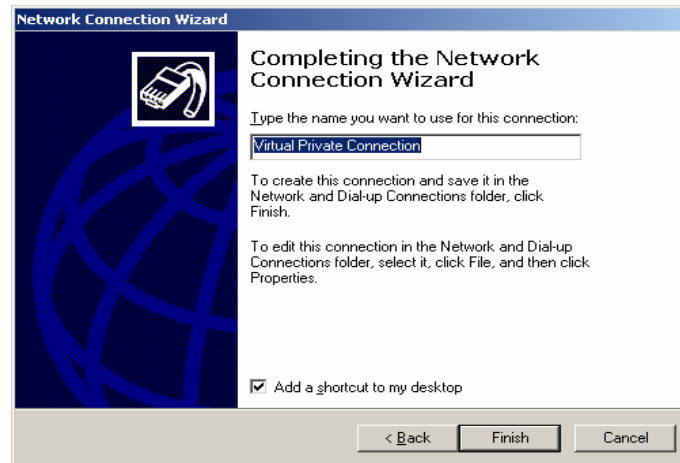 Network Connection Wizard
Completing the Network
Connection Wizard
Type the name you want to use for this connection:
Virtual Private Connection
To create this connection and save it in the
Network and Dial-up Connections folder, click
Finish.
To edit this connection in the Network and Dial-up
Connections folder, select it, click File, and then click
Properties.
Add a shortcut to my desktop
< Back Finish Cancel